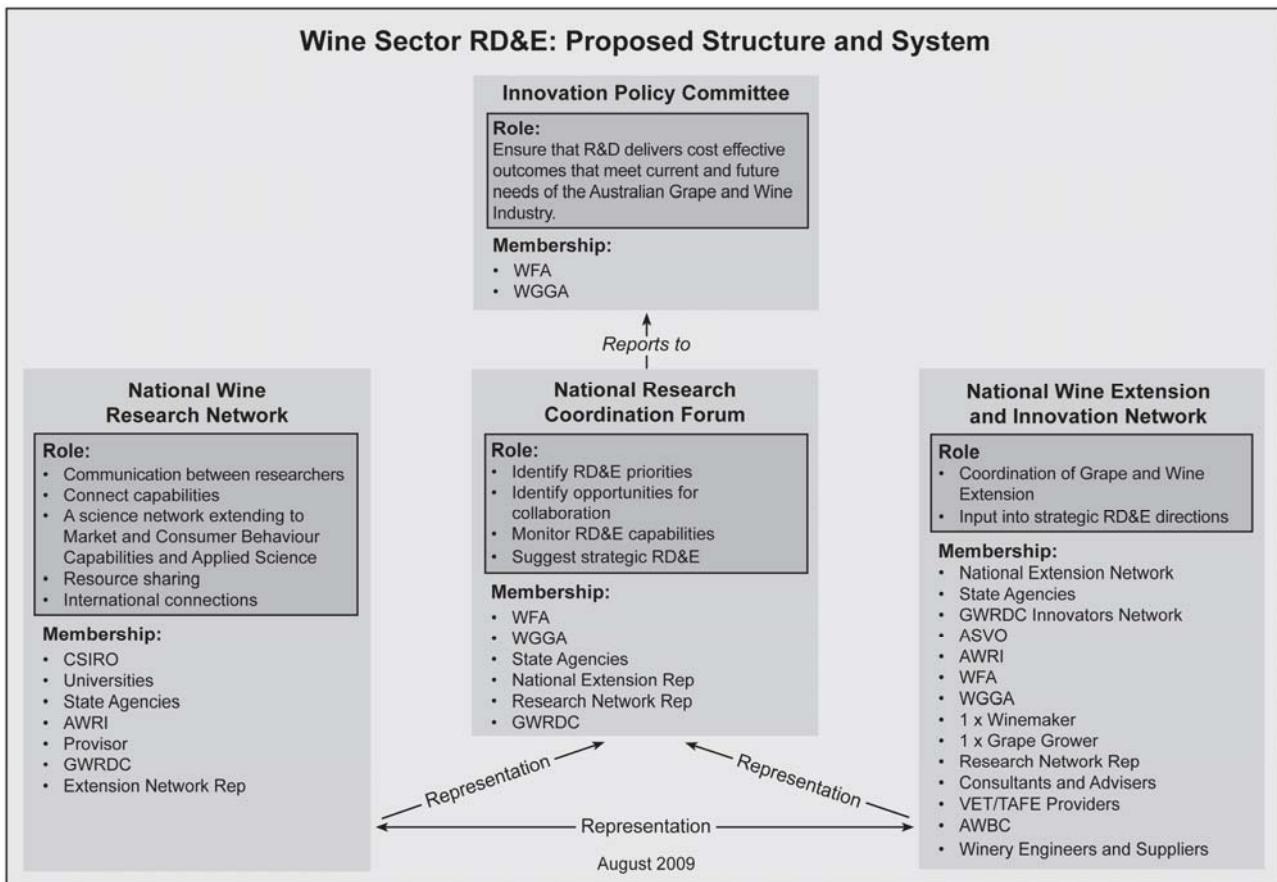 Wine Sector RD&E: Proposed Structure and System
Innovation Policy Committee
Role:
Ensure that R&D delivers cost effective
outcomes that meet current and future
needs of the Australian Grape and Wine
Industry.
Membership:
• WFA
• WGGA
Reports to
National Wine
Research Network
Role:
• Communication between researchers
• Connect capabilities
• A science network extending to
Market and Consumer Behaviour
Capabilities and Applied Science
• Resource sharing
• International connections
Membership:
• CSIRO
• Universities
• State Agencies
• AWRI
• Provisor
• GWRDC
• Extension Network Rep
National Research
Coordination Forum
Role:
• Identify RD&E priorities
• Identify opportunities for
collaboration
• Monitor RD&E capabilities
• Suggest strategic RD&E
Membership:
• WFA
• WGGA
• State Agencies
• National Extension Rep
• Research Network Rep
• GWRDC
National Wine Extension
and Innovation Network
Role
• Coordination of Grape and Wine
Extension
• Input into strategic RD&E directions
Membership:
• National Extension Network
• State Agencies
• GWRDC Innovators Network
• ASVO
• AWRI
• WFA
• WGGA
• 1 x Winemaker
• 1 x Grape Grower
• Research Network Rep
• Consultants and Advisers
• VET/TAFE Providers
• AWBC
• Winery Engineers and Suppliers
Representation
Representation
Representation
August 2009